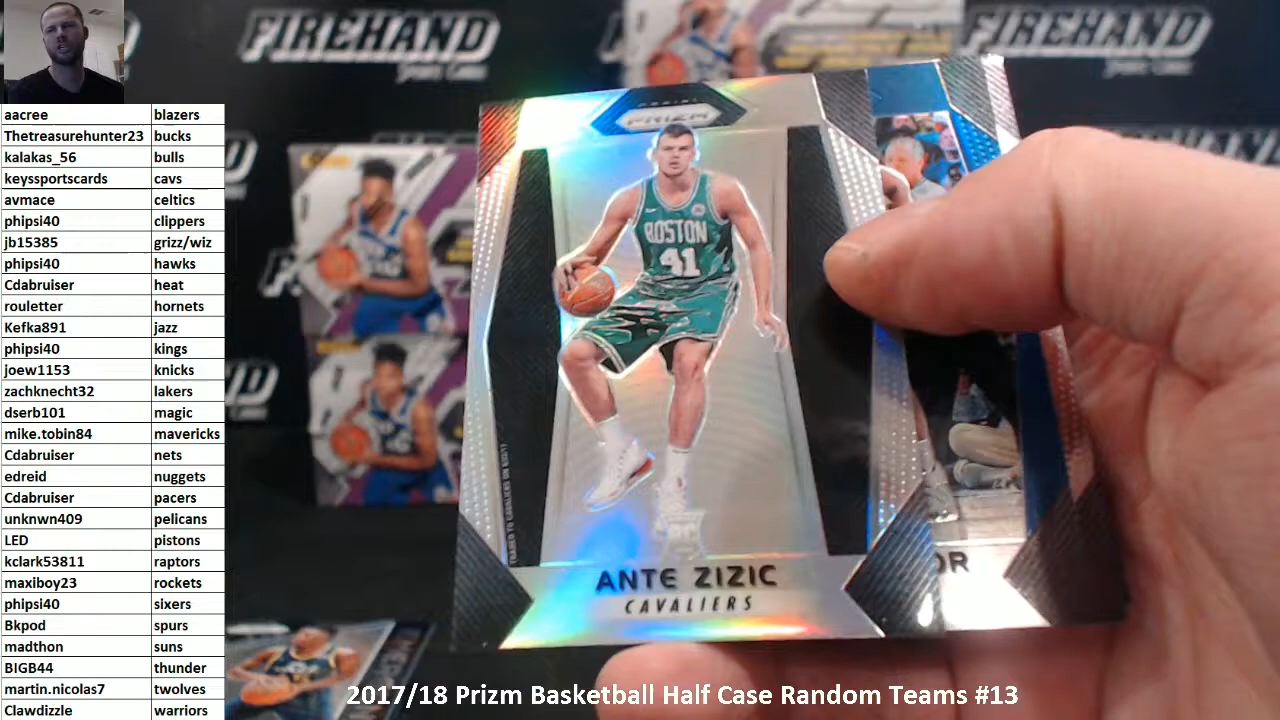 FIREHAND
FIREHAND
aacree blazers
Thetreasurehunter23 bucks
kalakas_56 bulls
keyssportscards cavs
avmace celtics
phipsi40 clippers
jb15385 grizz/wiz
phipsi40 hawks
Cdabruiser heat
rouletter hornets
Kefka891 jazz
phipsi40 kings
joew1153 knicks
zachknecht32 lakers
dserb101 magic
mike.tobin84 mavericks
Cdabruiser nets
edreid nuggets
Cdabruiser pacers
unknwn409 pelicans
LED pistons
kclark53811 raptors
maxiboy23 rockets
phipsi40 sixers
Bkpod spurs
madthon suns
BIGB44 thunder
martin.nicolas7 twolves
Clawdizzle warriors
PANINI
PRIZM
BOSTON
41
ANTE ZIZIC
CAVALIERS
OR
2017/18 Prizm Basketball Half Case Random Teams #13